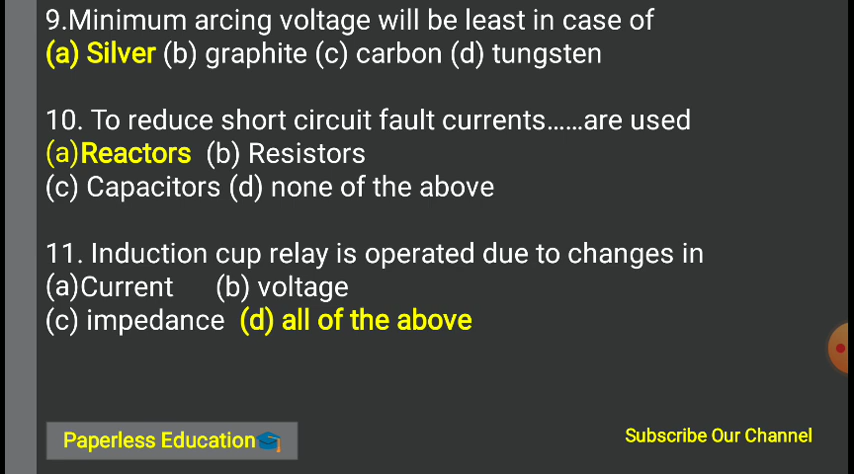 9.Minimum arcing voltage will be least in case of
(a) Silver (b) graphite (c) carbon (d) tungsten
10. To reduce short circuit fault currents......are used
(a)Reactors (b) Resistors
(c) Capacitors (d) none of the above
11. Induction cup relay is operated due to changes in
(a)Current (b) voltage
(c) impedance (d) all of the above
Paperless Education
Subscribe Our Channel